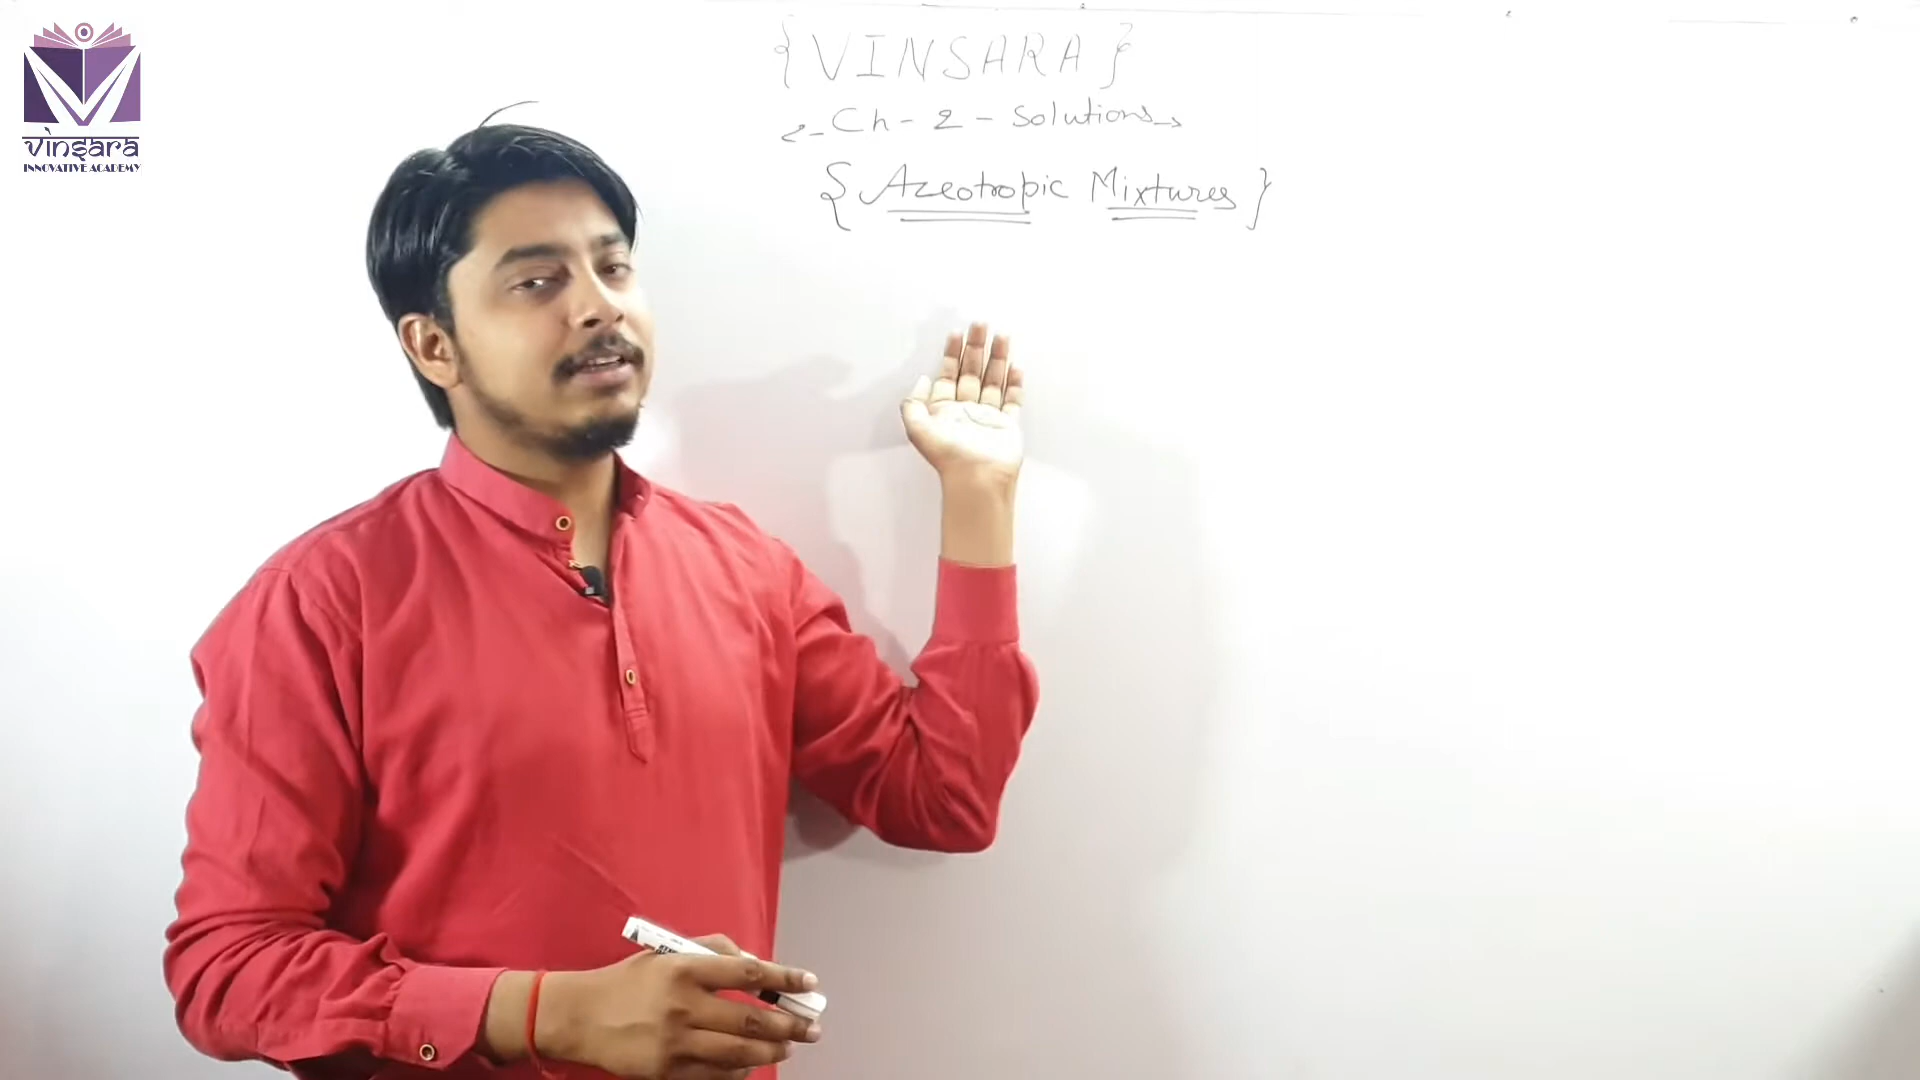 vinsara
INNOVATIVE ACADEMY
{VINSARA}
Ch-2-Solutions
{Azeotropic Mixtures}